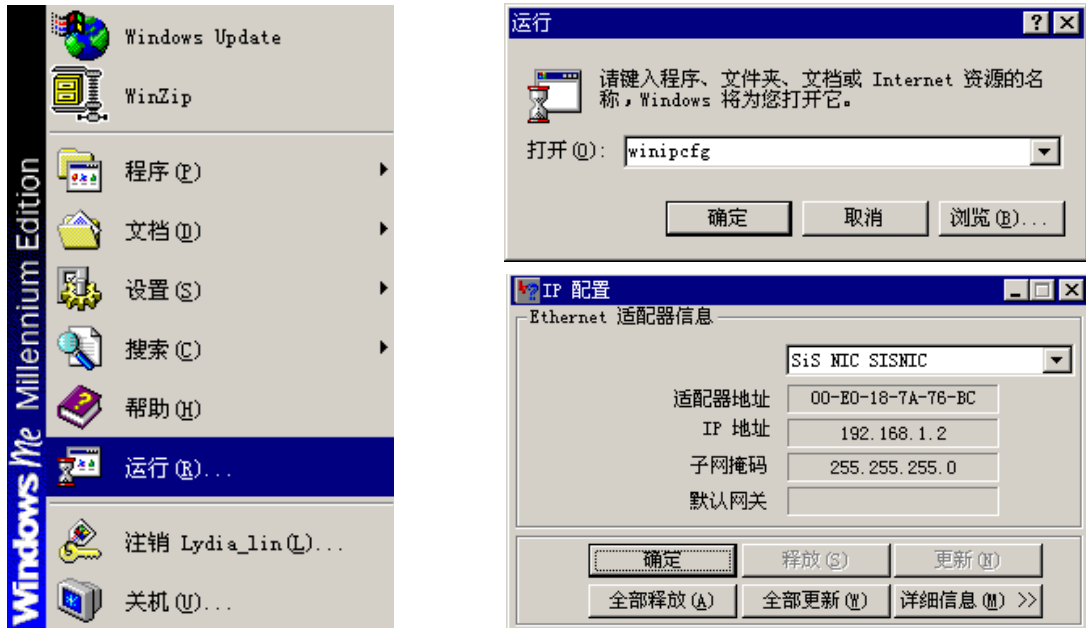 Windows Me Millennium Edition
Windows Update
WinZip
程序(P)
文档(D)
设置(S)
搜索(C)
帮助(H)
运行(R)...
注销 Lydia_lin(L)...
关机(U)...
运行
请键入程序、文件夹、文档或 Internet 资源的名
称，Windows 将为您打开它。
打开(O)： winipcfg
确定 取消 浏览(B)...
IP 配置
Ethernet 适配器信息
SiS NIC SISNIC
适配器地址 00-E0-18-7A-76-BC
IP 地址 192.168.1.2
子网掩码 255.255.255.0
默认网关
确定 释放(S) 更新(N)
全部释放(A) 全部更新(W) 详细信息(M) >>